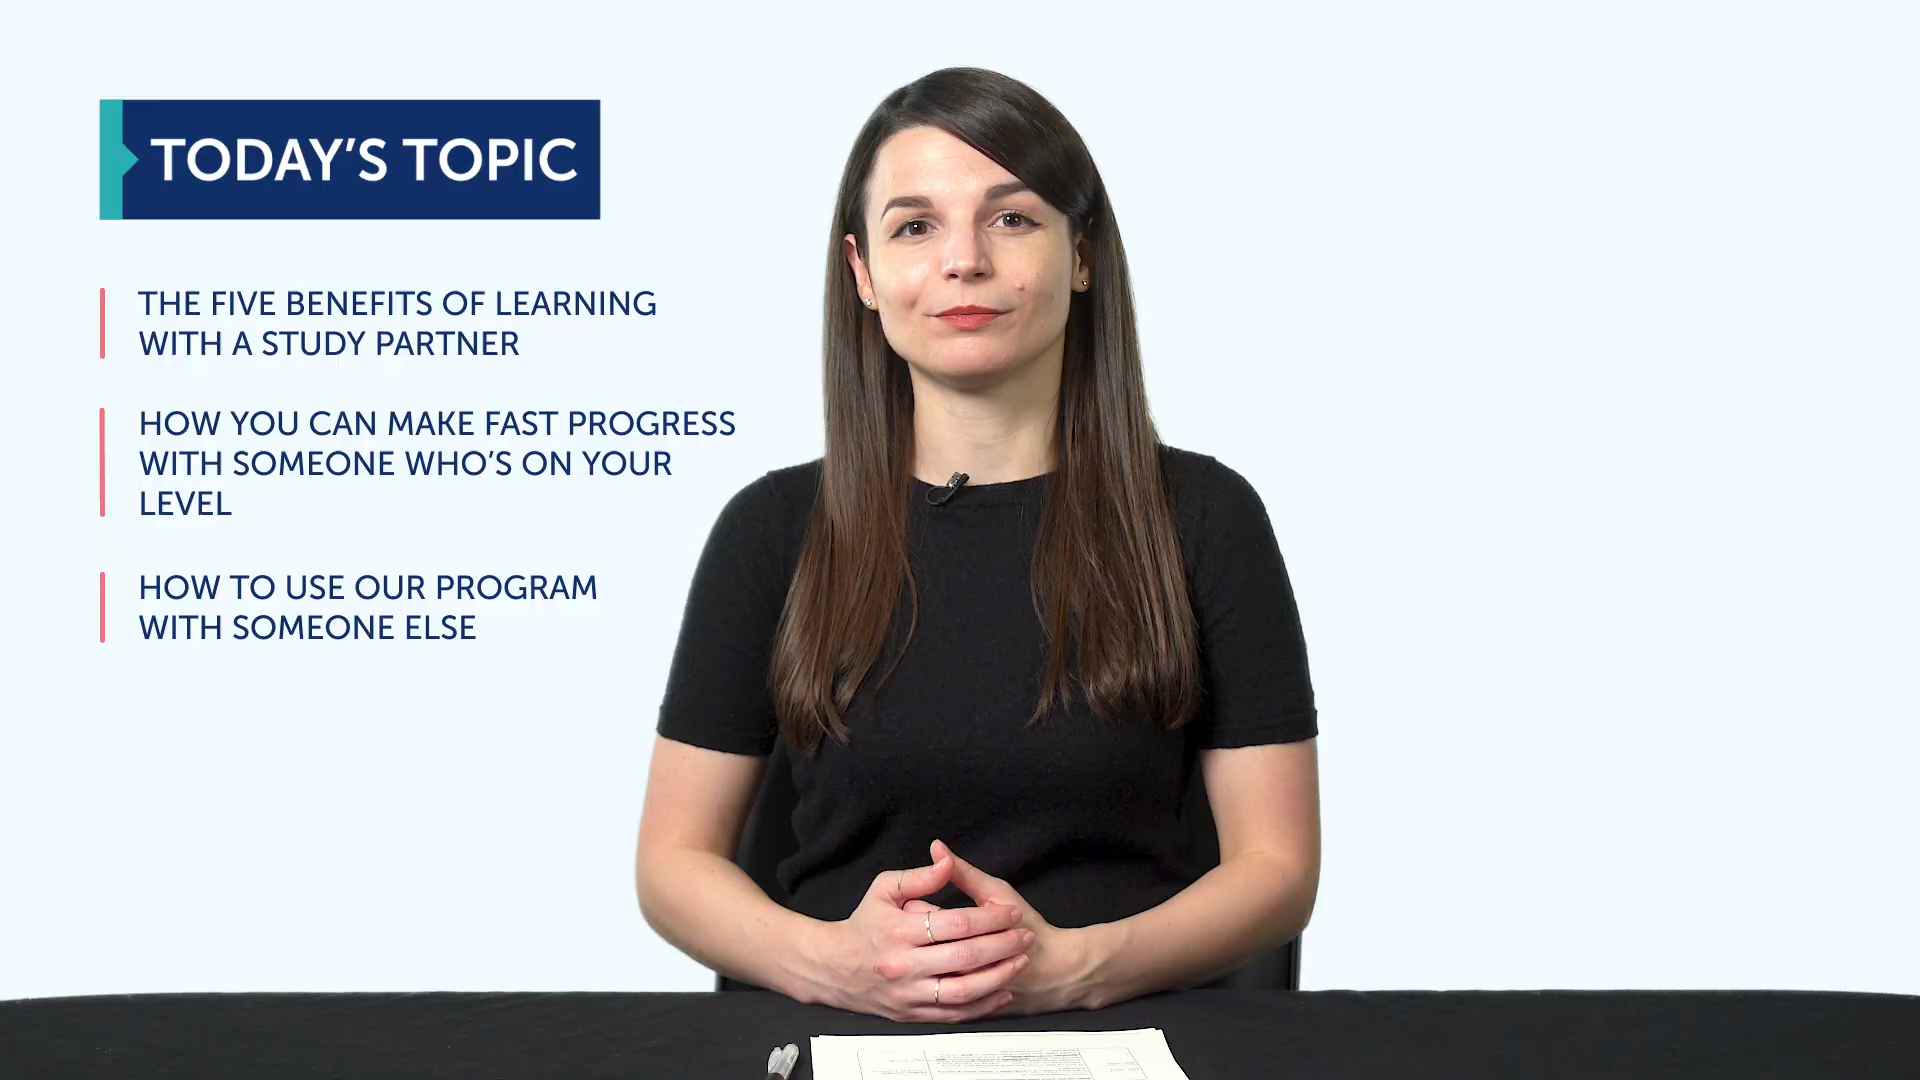 TODAY'S TOPIC
THE FIVE BENEFITS OF LEARNING
WITH A STUDY PARTNER
HOW YOU CAN MAKE FAST PROGRESS
WITH SOMEONE WHO'S ON YOUR
LEVEL
HOW TO USE OUR PROGRAM
WITH SOMEONE ELSE